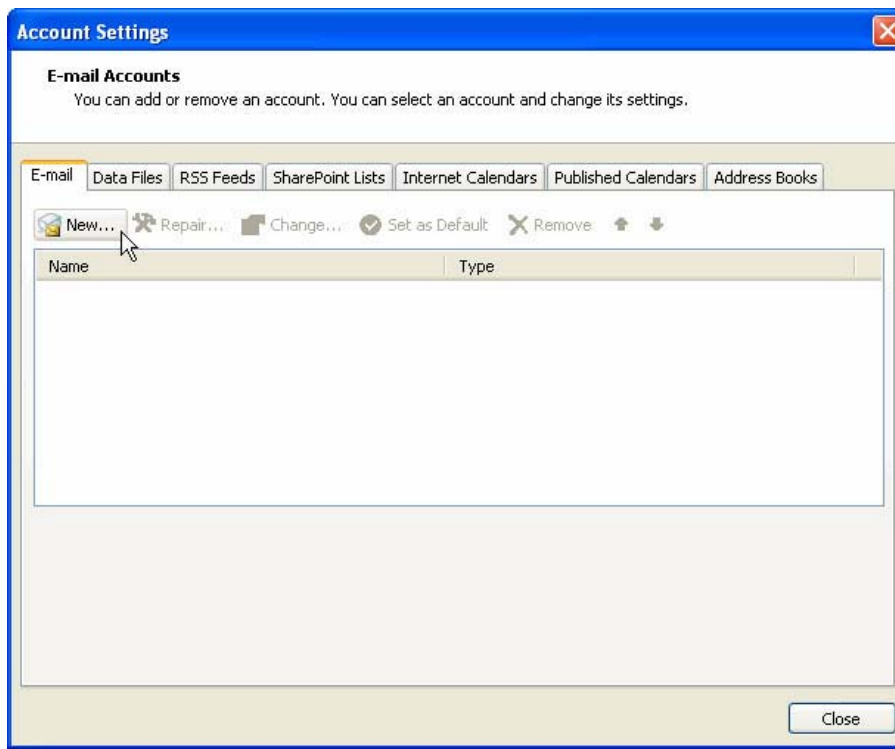 Account Settings
E-mail Accounts
You can add or remove an account. You can select an account and change its settings.
E-mail Data Files RSS Feeds SharePoint Lists Internet Calendars Published Calendars Address Books
New... Repair... Change... Set as Default Remove
Name Type
Close